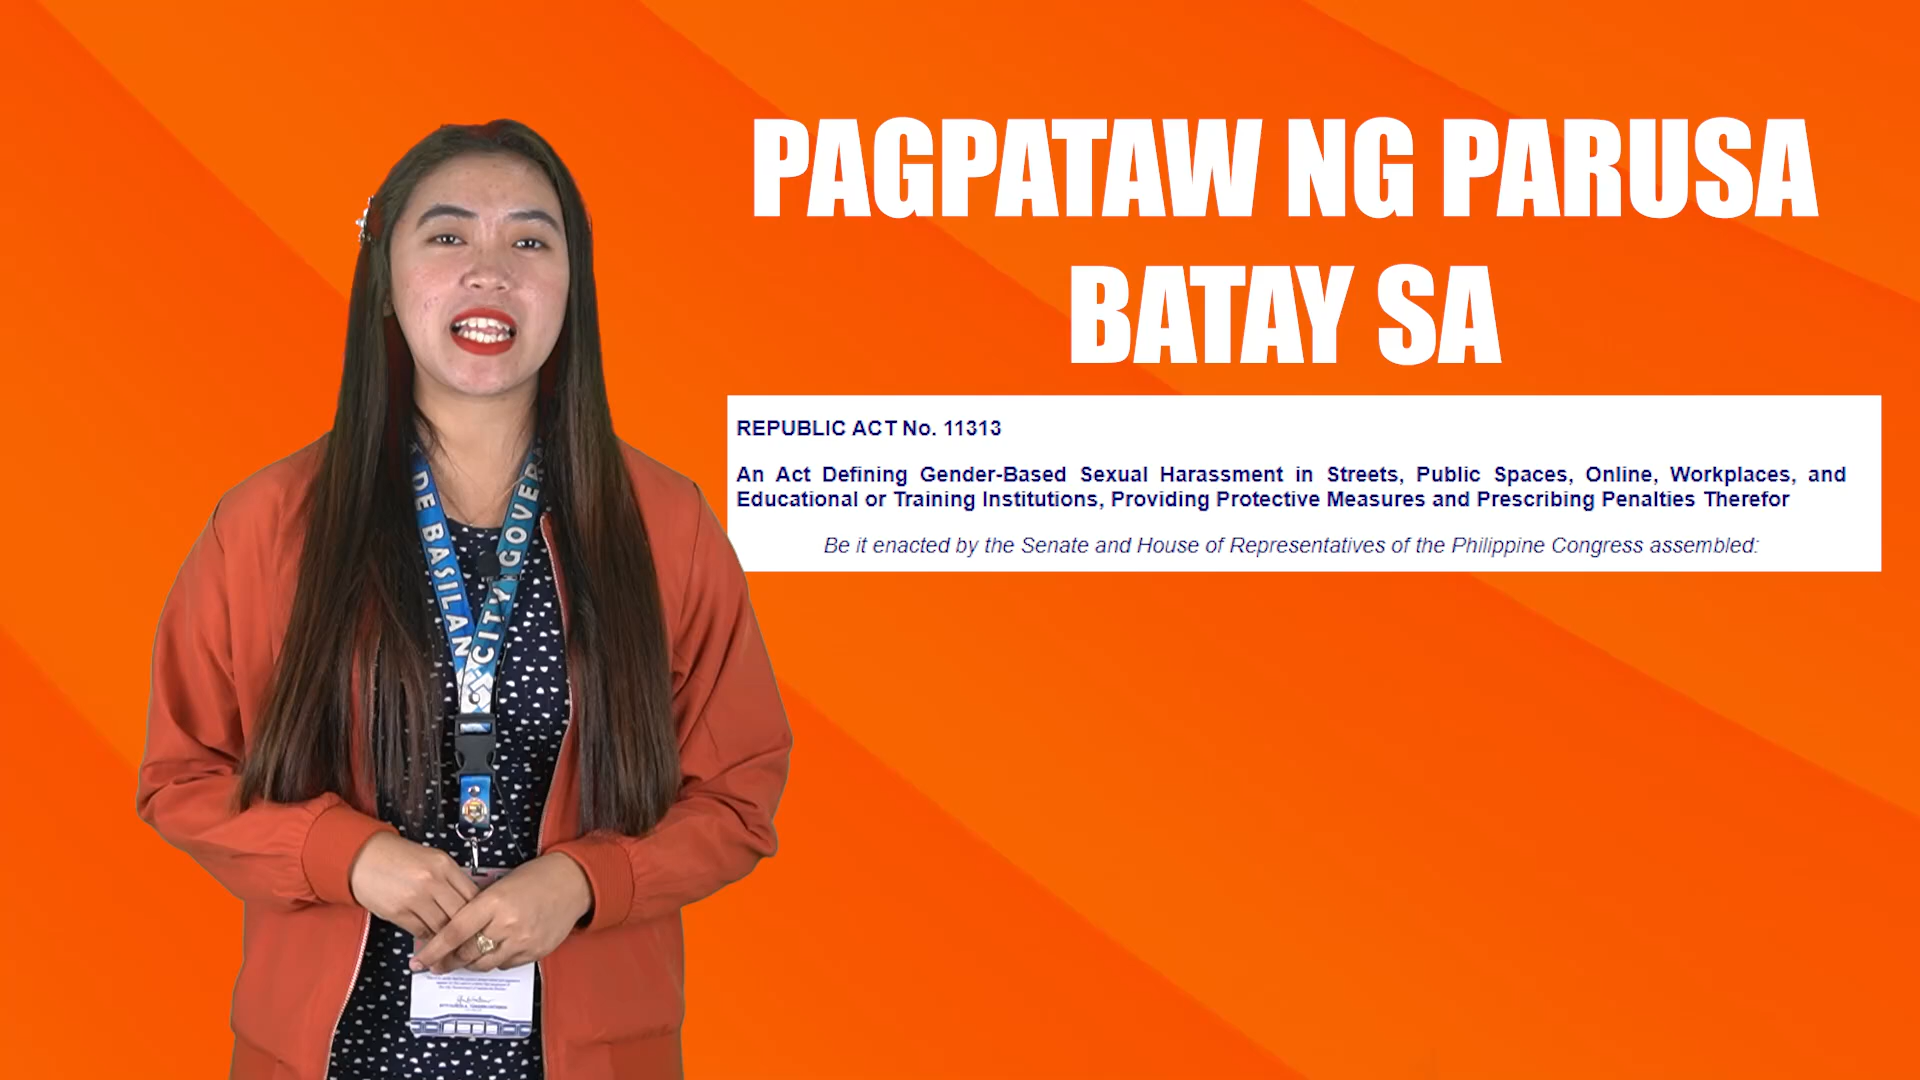 PAGPATAW NG PARUSA
BATAY SA
REPUBLIC ACT No. 11313
An Act Defining Gender-Based Sexual Harassment in Streets, Public Spaces, Online, Workplaces, and
Educational or Training Institutions, Providing Protective Measures and Prescribing Penalties Therefor
Be it enacted by the Senate and House of Representatives of the Philippine Congress assembled:
DE BASILAN
CITY GOVER